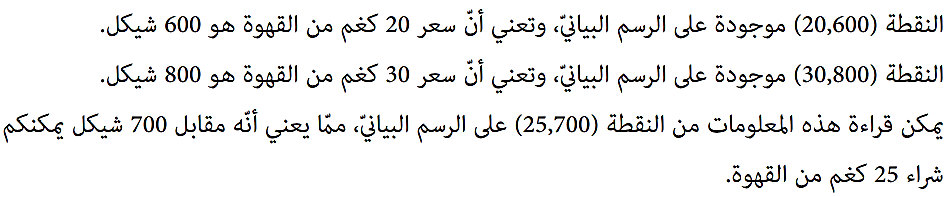 النقطة (20,600) موجودة على الرسم البيانيّ، وتعني أنّ سعر 20 كغم من القهوة هو 600 شيكل.
النقطة (30,800) موجودة على الرسم البيانيّ، وتعني أنّ سعر 30 كغم من القهوة هو 800 شيكل.
يمكن قراءة هذه المعلومات من النقطة (25,700) على الرسم البيانيّ، ممّا يعني أنّه مقابل 700 شيكل يمكنكم
شراء 25 كغم من القهوة.